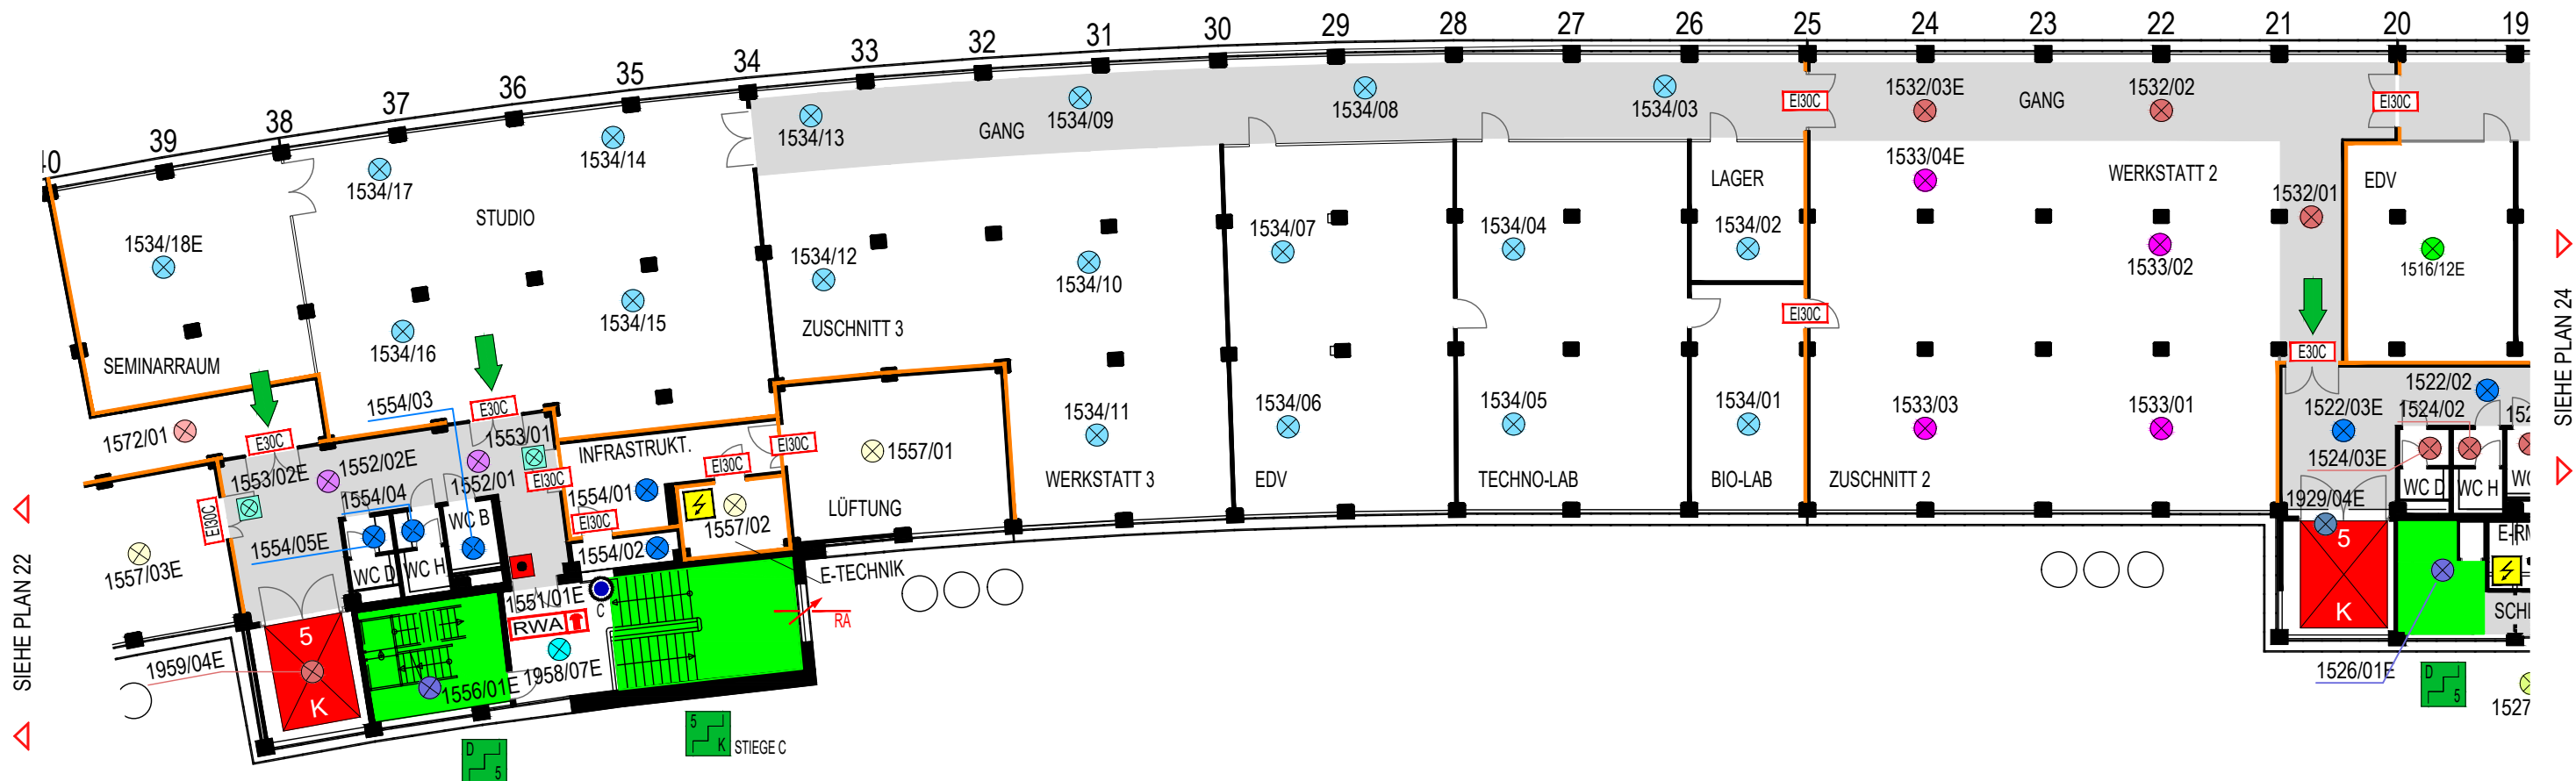 40
39
38
37
36
35
34
33
32
31
30
29
28
27
26
25
24
23
22
21
20
19
1534/18E
SEMINARRAUM
1534/17
1534/14
STUDIO
1534/16
1534/15
1534/13
GANG
1534/09
1534/08
1534/03
EI30C
1532/03E
GANG
1532/02
EI30C
1534/12
1534/10
ZUSCHNITT 3
1534/11
WERKSTATT 3
1534/07
1534/06
EDV
1534/04
1534/05
TECHNO-LAB
LAGER
1534/02
1534/01
BIO-LAB
EI30C
1533/04E
WERKSTATT 2
1533/02
1533/03
1533/01
ZUSCHNITT 2
1532/01
E30C
EDV
1516/12E
1522/02
1522/03E
1524/02
1524/03E
WC D
WC H
1929/04E
5
K
1526/01E
D
5
SIEHE PLAN 24
1572/01
E30C
1554/03
E30C
1553/01
1553/02E
1552/02E
1552/01
1554/04
EI30C
EI30C
1554/05E
WC D
WC H
WC B
1557/03E
SIEHE PLAN 22
INFRASTRUKT.
EI30C
EI30C
1554/01
EI30C
1554/02
1557/02
1557/01
LÜFTUNG
E-TECHNIK
1551/01E
C
RWA
1958/07E
1556/01E
RA
5
K
1959/04E
D
5
5
K
STIEGE C